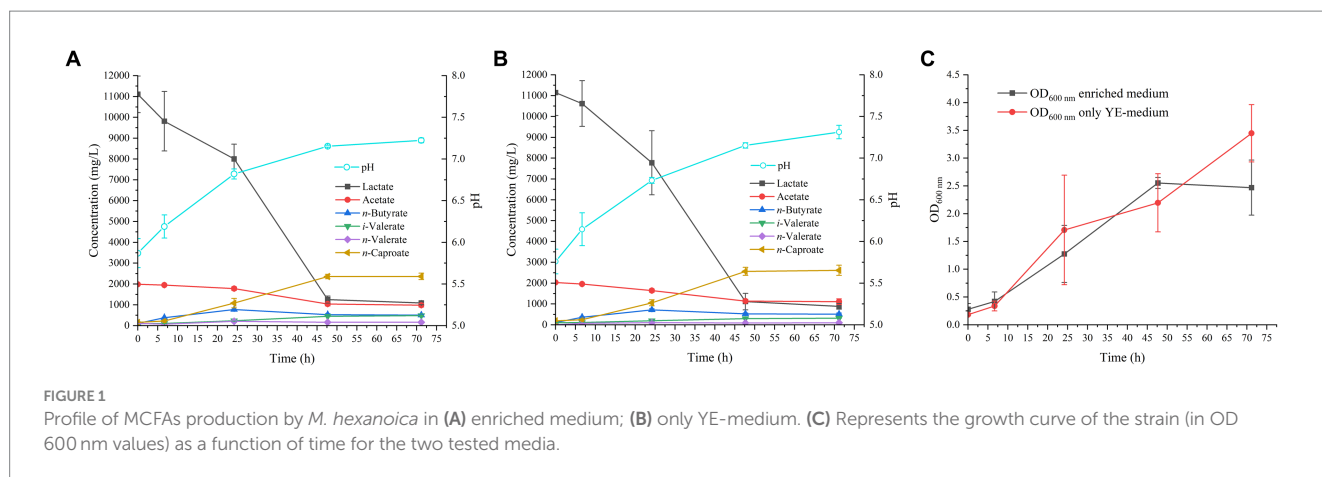 A
Concentration (mg/L)
12000
11000
10000
9000
8000
7000
6000
5000
4000
3000
2000
1000
0
0 5 10 15 20 25 30 35 40 45 50 55 60 65 70 75
Time (h)
8.0
7.5
7.0
6.5
6.0
5.5
5.0
pH
pH
Lactate
Acetate
n-Butyrate
i-Valerate
n-Valerate
n-Caproate
B
Concentration (mg/L)
12000
11000
10000
9000
8000
7000
6000
5000
4000
3000
2000
1000
0
0 5 10 15 20 25 30 35 40 45 50 55 60 65 70 75
Time (h)
8.0
7.5
7.0
6.5
6.0
5.5
5.0
pH
pH
Lactate
Acetate
n-Butyrate
i-Valerate
n-Valerate
n-Caproate
C
OD600 nm
4.5
4.0
3.5
3.0
2.5
2.0
1.5
1.0
0.5
0.0
0 5 10 15 20 25 30 35 40 45 50 55 60 65 70 75
Time (h)
OD600 nm enriched medium
OD600 nm only YE-medium
FIGURE 1
Profile of MCFAs production by M. hexanoica in (A) enriched medium; (B) only YE-medium. (C) Represents the growth curve of the strain (in OD
600 nm values) as a function of time for the two tested media.